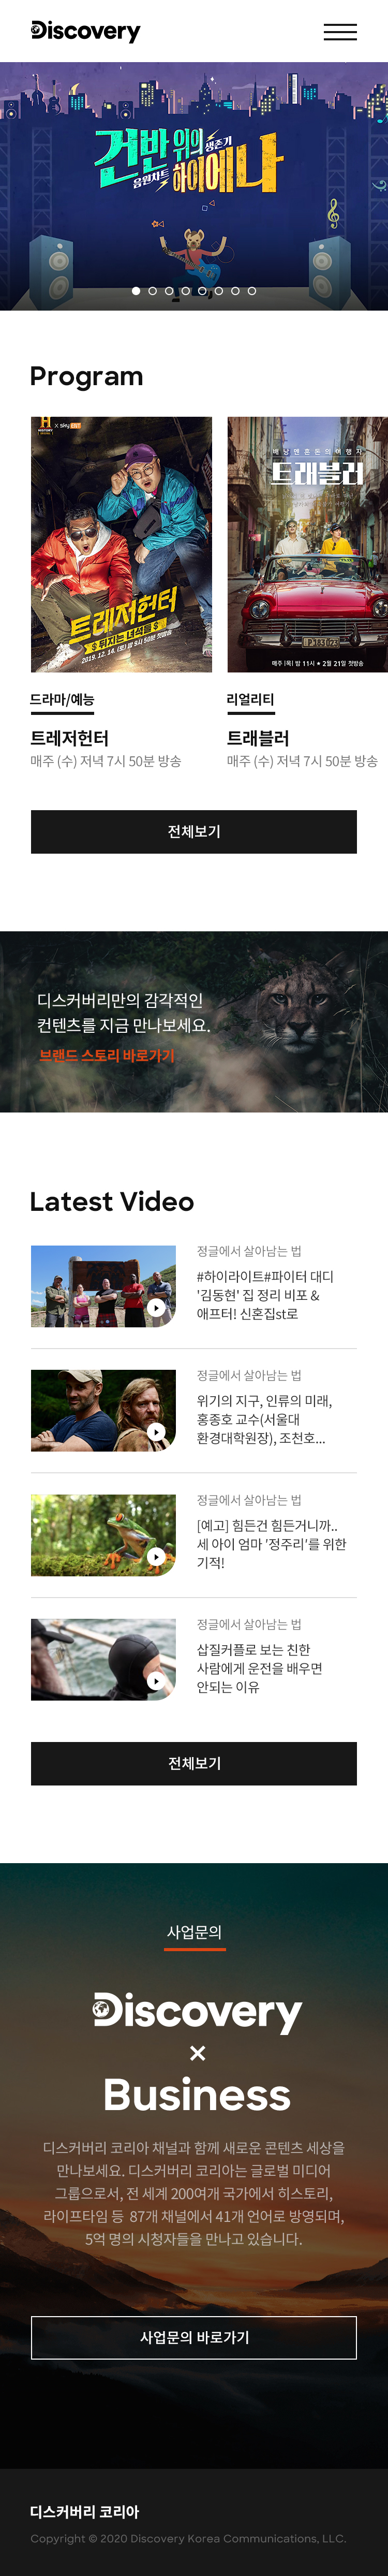 Discovery
건반 위의
생존기
음원차트 하이에나
Program
HISTORY X sky ENT
트레저헌터
$ 뒤지는 녀석들 $
2019. 12. 14. (토) 밤 9시 50분 첫방송
배낭멘혼돈의여행자
트래블러
매주 [목] 밤 11시 ★ 2월 21일 첫방송
드라마/예능
트레저헌터
매주 (수) 저녁 7시 50분 방송
리얼리티
트래블러
매주 (수) 저녁 7시 50분 방송
전체보기
디스커버리만의 감각적인
컨텐츠를 지금 만나보세요.
브랜드 스토리 바로가기
Latest Video
정글에서 살아남는 법
#하이라이트#파이터 대디
'김동현' 집 정리 비포 &
애프터! 신혼집st로
정글에서 살아남는 법
위기의 지구, 인류의 미래,
홍종호 교수(서울대
환경대학원장), 조천호...
정글에서 살아남는 법
[예고] 힘든건 힘든거니까..
세 아이 엄마 '정주리'를 위한
기적!
정글에서 살아남는 법
삽질커플로 보는 친한
사람에게 운전을 배우면
안되는 이유
전체보기
사업문의
Discovery
×
Business
디스커버리 코리아 채널과 함께 새로운 콘텐츠 세상을
만나보세요. 디스커버리 코리아는 글로벌 미디어
그룹으로서, 전 세계 200여개 국가에서 히스토리,
라이프타임 등 87개 채널에서 41개 언어로 방영되며,
5억 명의 시청자들을 만나고 있습니다.
사업문의 바로가기
디스커버리 코리아
Copyright © 2020 Discovery Korea Communications, LLC.